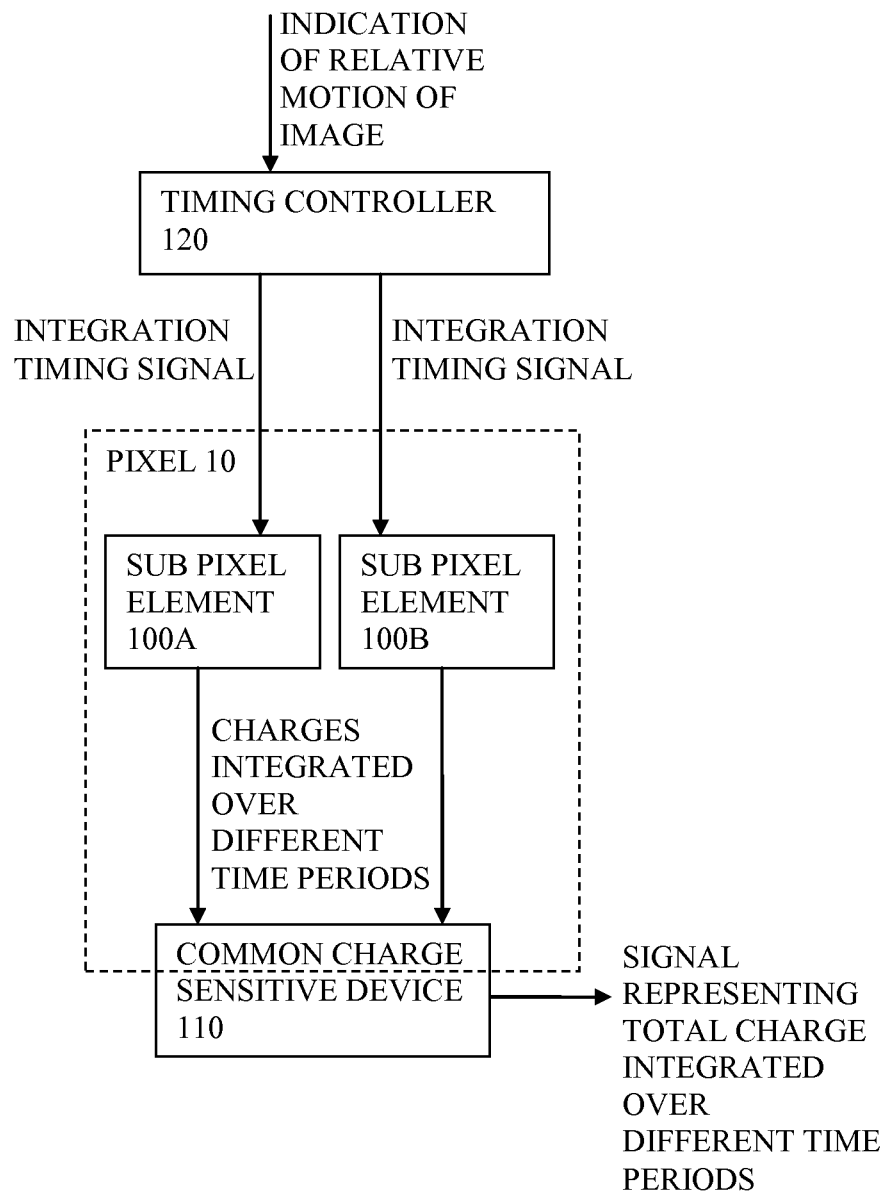 INDICATION
OF RELATIVE
MOTION OF
IMAGE
TIMING CONTROLLER
120
INTEGRATION
TIMING SIGNAL
INTEGRATION
TIMING SIGNAL
PIXEL 10
SUB PIXEL
ELEMENT
100A
SUB PIXEL
ELEMENT
100B
CHARGES
INTEGRATED
OVER
DIFFERENT
TIME PERIODS
COMMON CHARGE
SENSITIVE DEVICE
110
SIGNAL
REPRESENTING
TOTAL CHARGE
INTEGRATED
OVER
DIFFERENT TIME
PERIODS